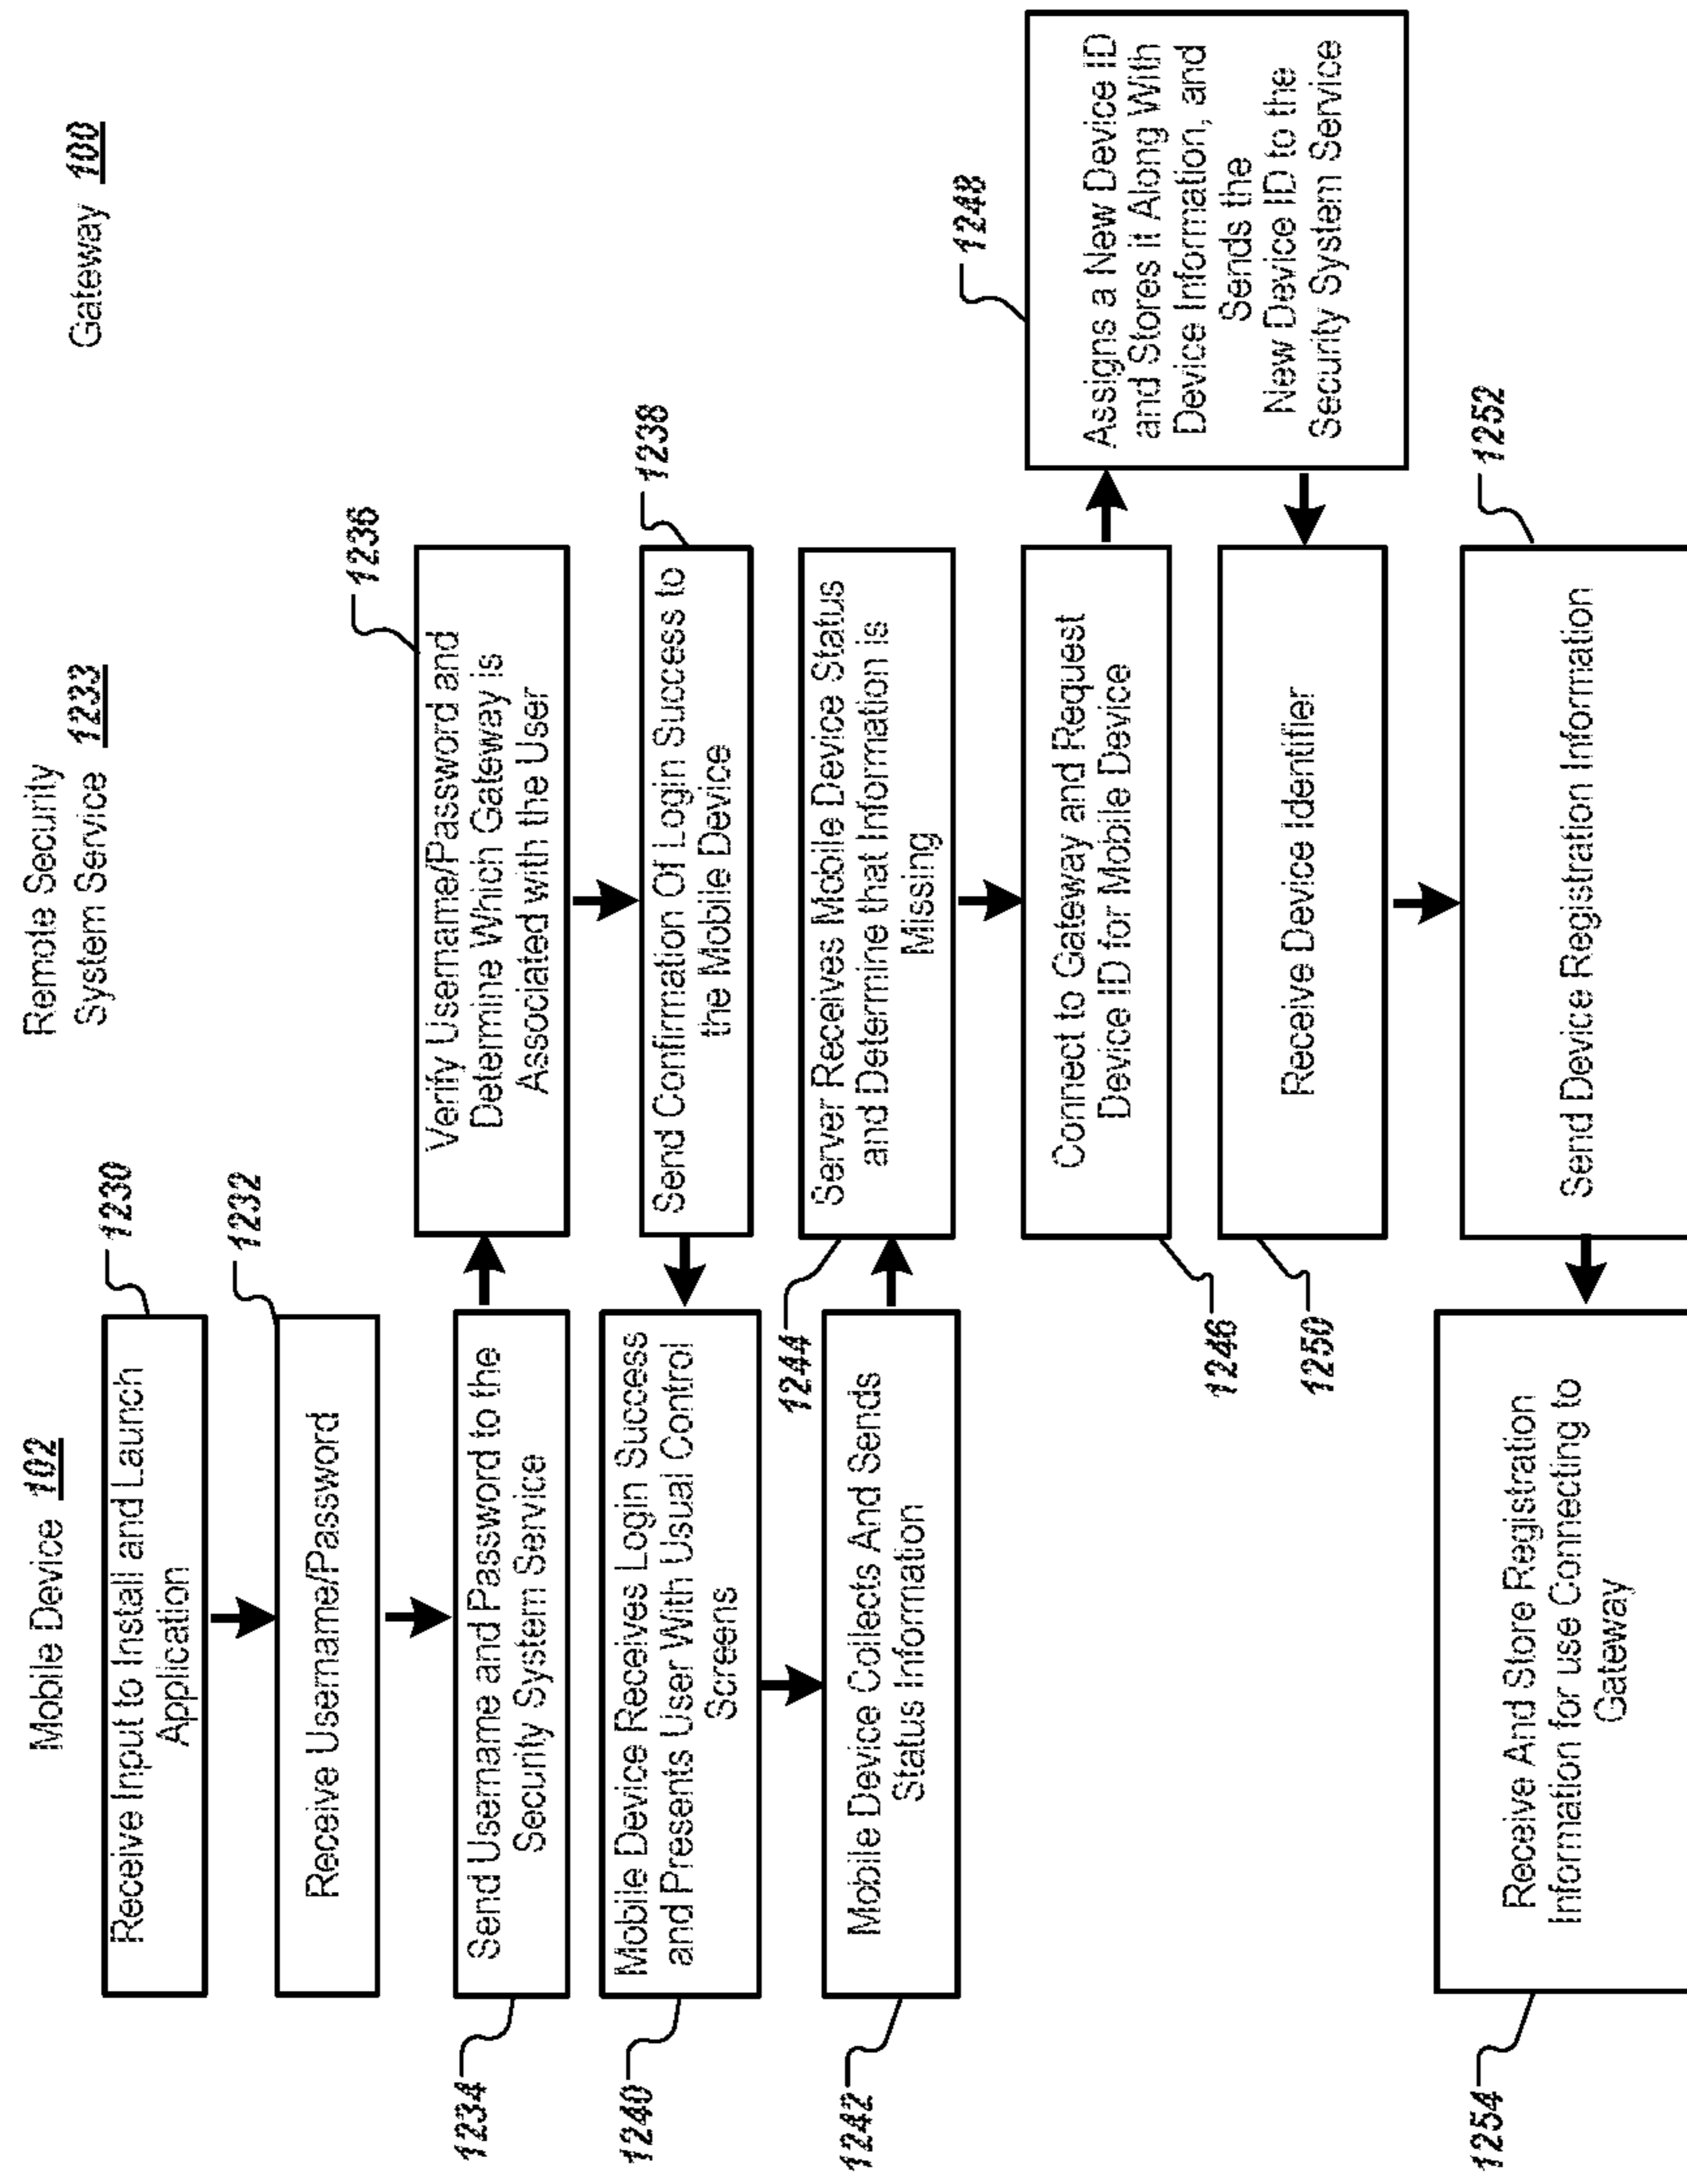 Mobile Device 102
Remote Security
System Service 1233
Gateway 100
Receive Input to Install and Launch
Application
1230
Receive Username/Password
1232
Send Username and Password to the
Security System Service
1234
Verify Username/Password and
Determine Which Gateway is
Associated with the User
1236
Send Confirmation Of Login Success to
the Mobile Device
1238
Mobile Device Receives Login Success
and Presents User With Usual Control
Screens
1240
Mobile Device Collects And Sends
Status Information
1242
Server Receives Mobile Device Status
and Determine that Information is
Missing
1244
Connect to Gateway and Request
Device ID for Mobile Device
1246
Assigns a New Device ID
and Stores it Along With
Device Information, and
Sends the
New Device ID to the
Security System Service
1248
Receive Device Identifier
1250
Send Device Registration Information
1252
Receive And Store Registration
Information for use Connecting to
Gateway
1254